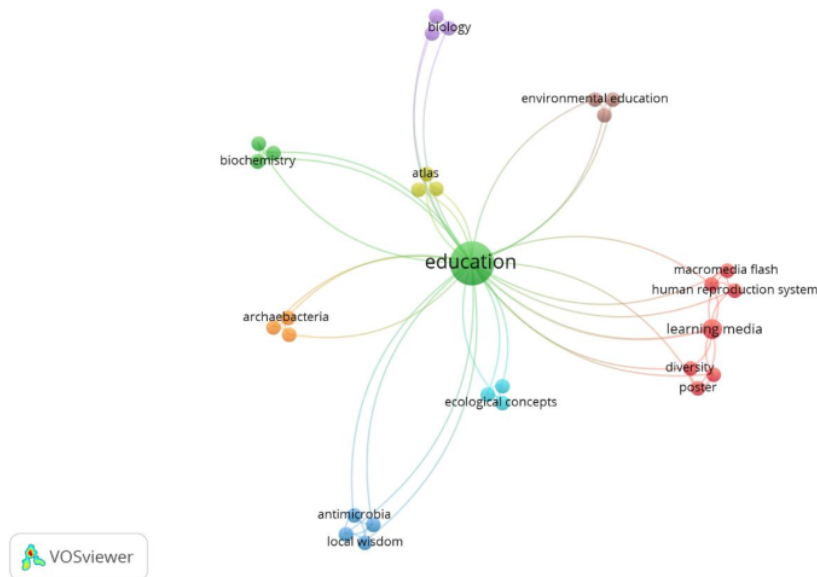 biology
environmental education
biochemistry
atlas
education
macromedia flash
human reproduction system
archaebacteria
learning media
diversity
poster
ecological concepts
antimicrobia
local wisdom
VOSviewer